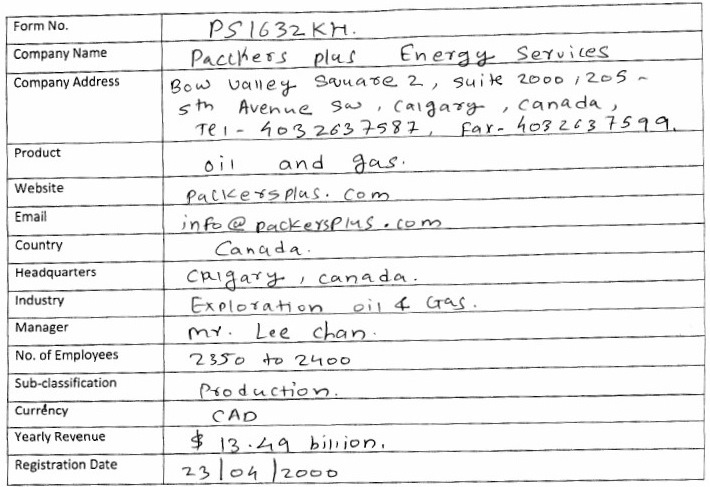 Form No. PS1632KH.
Company Name Pacckers plus Energy Services
Company Address Bow valley Square 2, suite 2000, 205 -
5th Avenue SW, Calgary, Canada,
Tel - 4032637587, Fax- 4032637599.
Product oil and gas.
Website packersplus.com
Email info@packersplus.com
Country Canada.
Headquarters Calgary, Canada.
Industry Exploration oil & Gas.
Manager mr. Lee chan.
No. of Employees 2350 to 2400
Sub-classification Production.
Currency CAD
Yearly Revenue $ 13.49 billion.
Registration Date 23/04/2000